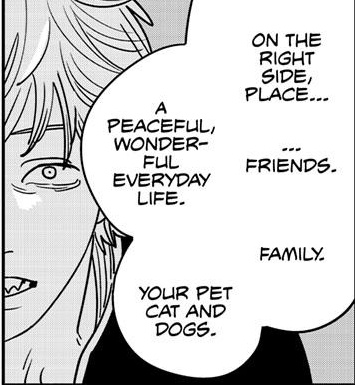 ON THE
RIGHT
SIDE,
PLACE...
...
FRIENDS.
FAMILY.
A
PEACEFUL,
WONDER-
FUL
EVERYDAY
LIFE.
YOUR PET
CAT AND
DOGS.